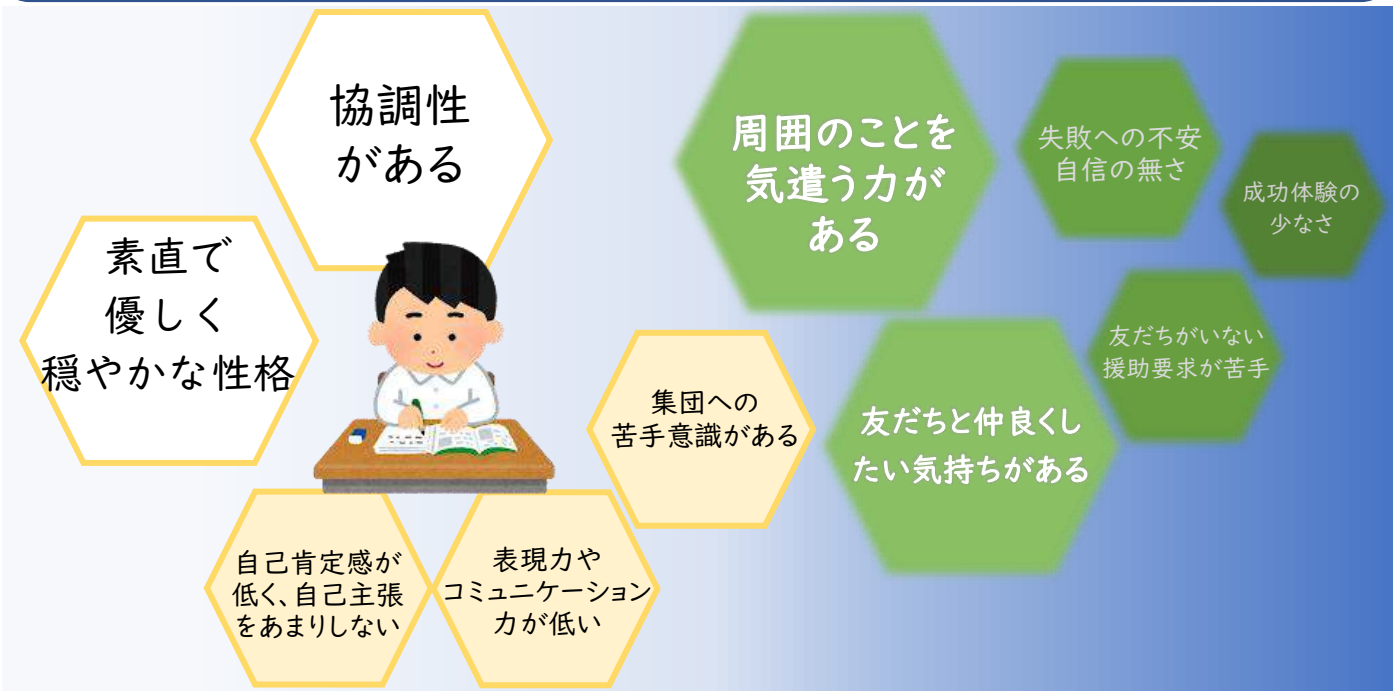 協調性
がある
素直で
優しく
穏やかな性格
自己肯定感が
低く、自己主張
をあまりしない
表現力や
コミュニケーション
力が低い
集団への
苦手意識がある
周囲のことを
気遣う力が
ある
友だちと仲良くし
たい気持ちがある
失敗への不安
自信の無さ
成功体験の
少なさ
友だちがいない
援助要求が苦手